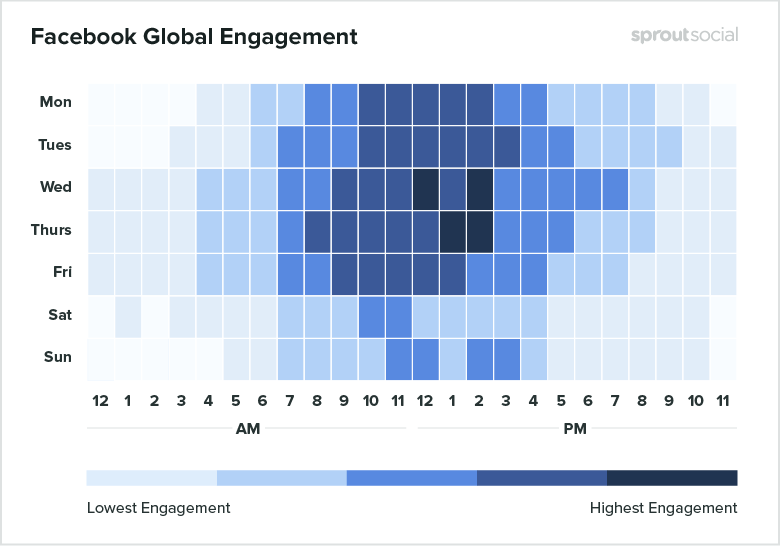 Facebook Global Engagement
sproutsocial
Mon
Tues
Wed
Thurs
Fri
Sat
Sun
12 1 2 3 4 5 6 7 8 9 10 11 12 1 2 3 4 5 6 7 8 9 10 11
AM PM
Lowest Engagement Highest Engagement